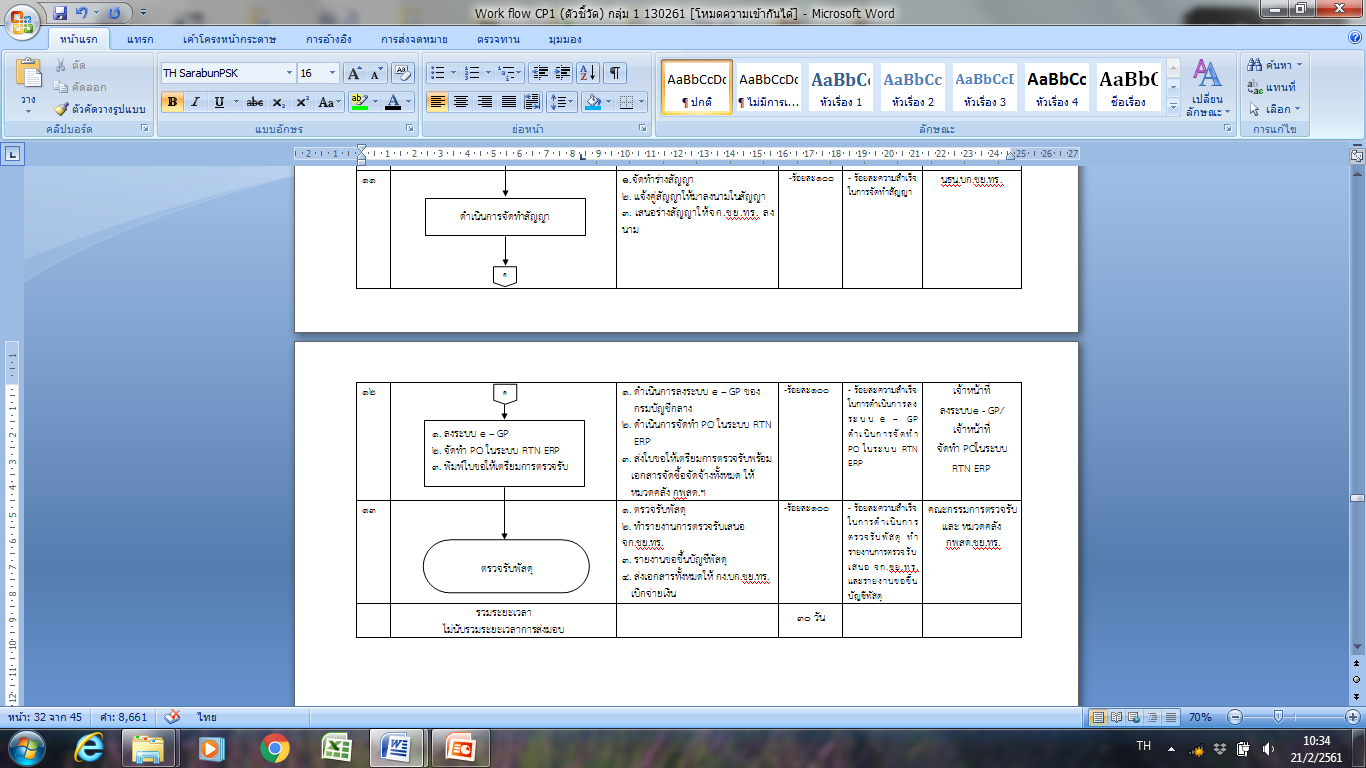 Work flow CP1 (ตัวชี้วัด) กลุ่ม 1 130261 [โหมดความเข้ากันได้] - Microsoft Word
หน้าแรก แทรก เค้าโครงหน้ากระดาษ การอ้างอิง การส่งจดหมาย ตรวจทาน มุมมอง
วาง
ตัด
คัดลอก
ตัวคัดวางรูปแบบ
คลิปบอร์ด
TH SarabunPSK 16
B I U abc X₂ X² Aa
แบบอักษร
ย่อหน้า
AaBbCcDc AaBbCcDc AaBbC AaBbCc AaBbCcI AaBbCc AaBbC
¶ ปกติ ¶ ไม่มีการเ... หัวเรื่อง 1 หัวเรื่อง 2 หัวเรื่อง 3 หัวเรื่อง 4 ชื่อเรื่อง
เปลี่ยน
ลักษณะ
ลักษณะ
ค้นหา
แทนที่
เลือก
การแก้ไข
๑๑
ดำเนินการจัดทำสัญญา
๑.จัดทำร่างสัญญา
๒. แจ้งคู่สัญญาให้มาลงนามในสัญญา
๓. เสนอร่างสัญญาให้จก.ขย.ทร. ลง
นาม
-ร้อยละ๑๐๐
- ร้อยละความสำเร็จ
ในการจัดทำสัญญา
นธน.บก.ขย.ทร.
๑๒
๑. ลงระบบ e – GP
๒. จัดทำ PO ในระบบ RTN ERP
๓. พิมพ์ใบขอให้เตรียมการตรวจรับ
๑. ดำเนินการลงระบบ e – GP ของ
กรมบัญชีกลาง
๒. ดำเนินการจัดทำ PO ในระบบ RTN
ERP
๓. ส่งใบขอให้เตรียมการตรวจรับพร้อม
เอกสารจัดซื้อจัดจ้างทั้งหมด ให้
หมวดคลัง กพสด.ฯ
-ร้อยละ๑๐๐
- ร้อยละความสำเร็จ
ในการดำเนินการลง
ระบบ e – GP
ดำเนินการจัดทำ
PO ในระบบ RTN
ERP
เจ้าหน้าที่
ลงระบบe - GP/
เจ้าหน้าที่
จัดทำ POในระบบ
RTN ERP
๑๓
ตรวจรับพัสดุ
๑. ตรวจรับพัสดุ
๒. ทำรายงานการตรวจรับเสนอ
จก.ขย.ทร.
๓. รายงานขอขึ้นบัญชีพัสดุ
๔. ส่งเอกสารทั้งหมดให้ กง.บก.ขย.ทร.
เบิกจ่ายเงิน
-ร้อยละ๑๐๐
- ร้อยละความสำเร็จ
ในการดำเนินการ
ตรวจรับพัสดุ ทำ
รายงานการตรวจรับ
เสนอ จก.ขย.ทร.
และรายงานขอขึ้น
บัญชีพัสดุ
คณะกรรมการตรวจรับ
และ หมวดคลัง
กพสด.ขย.ทร.
รวมระยะเวลา
ไม่นับรวมระยะเวลาการส่งมอบ
๓๐ วัน
หน้า: 32 จาก 45 คำ: 8,661 ไทย
70%
TH
10:34
21/2/2561